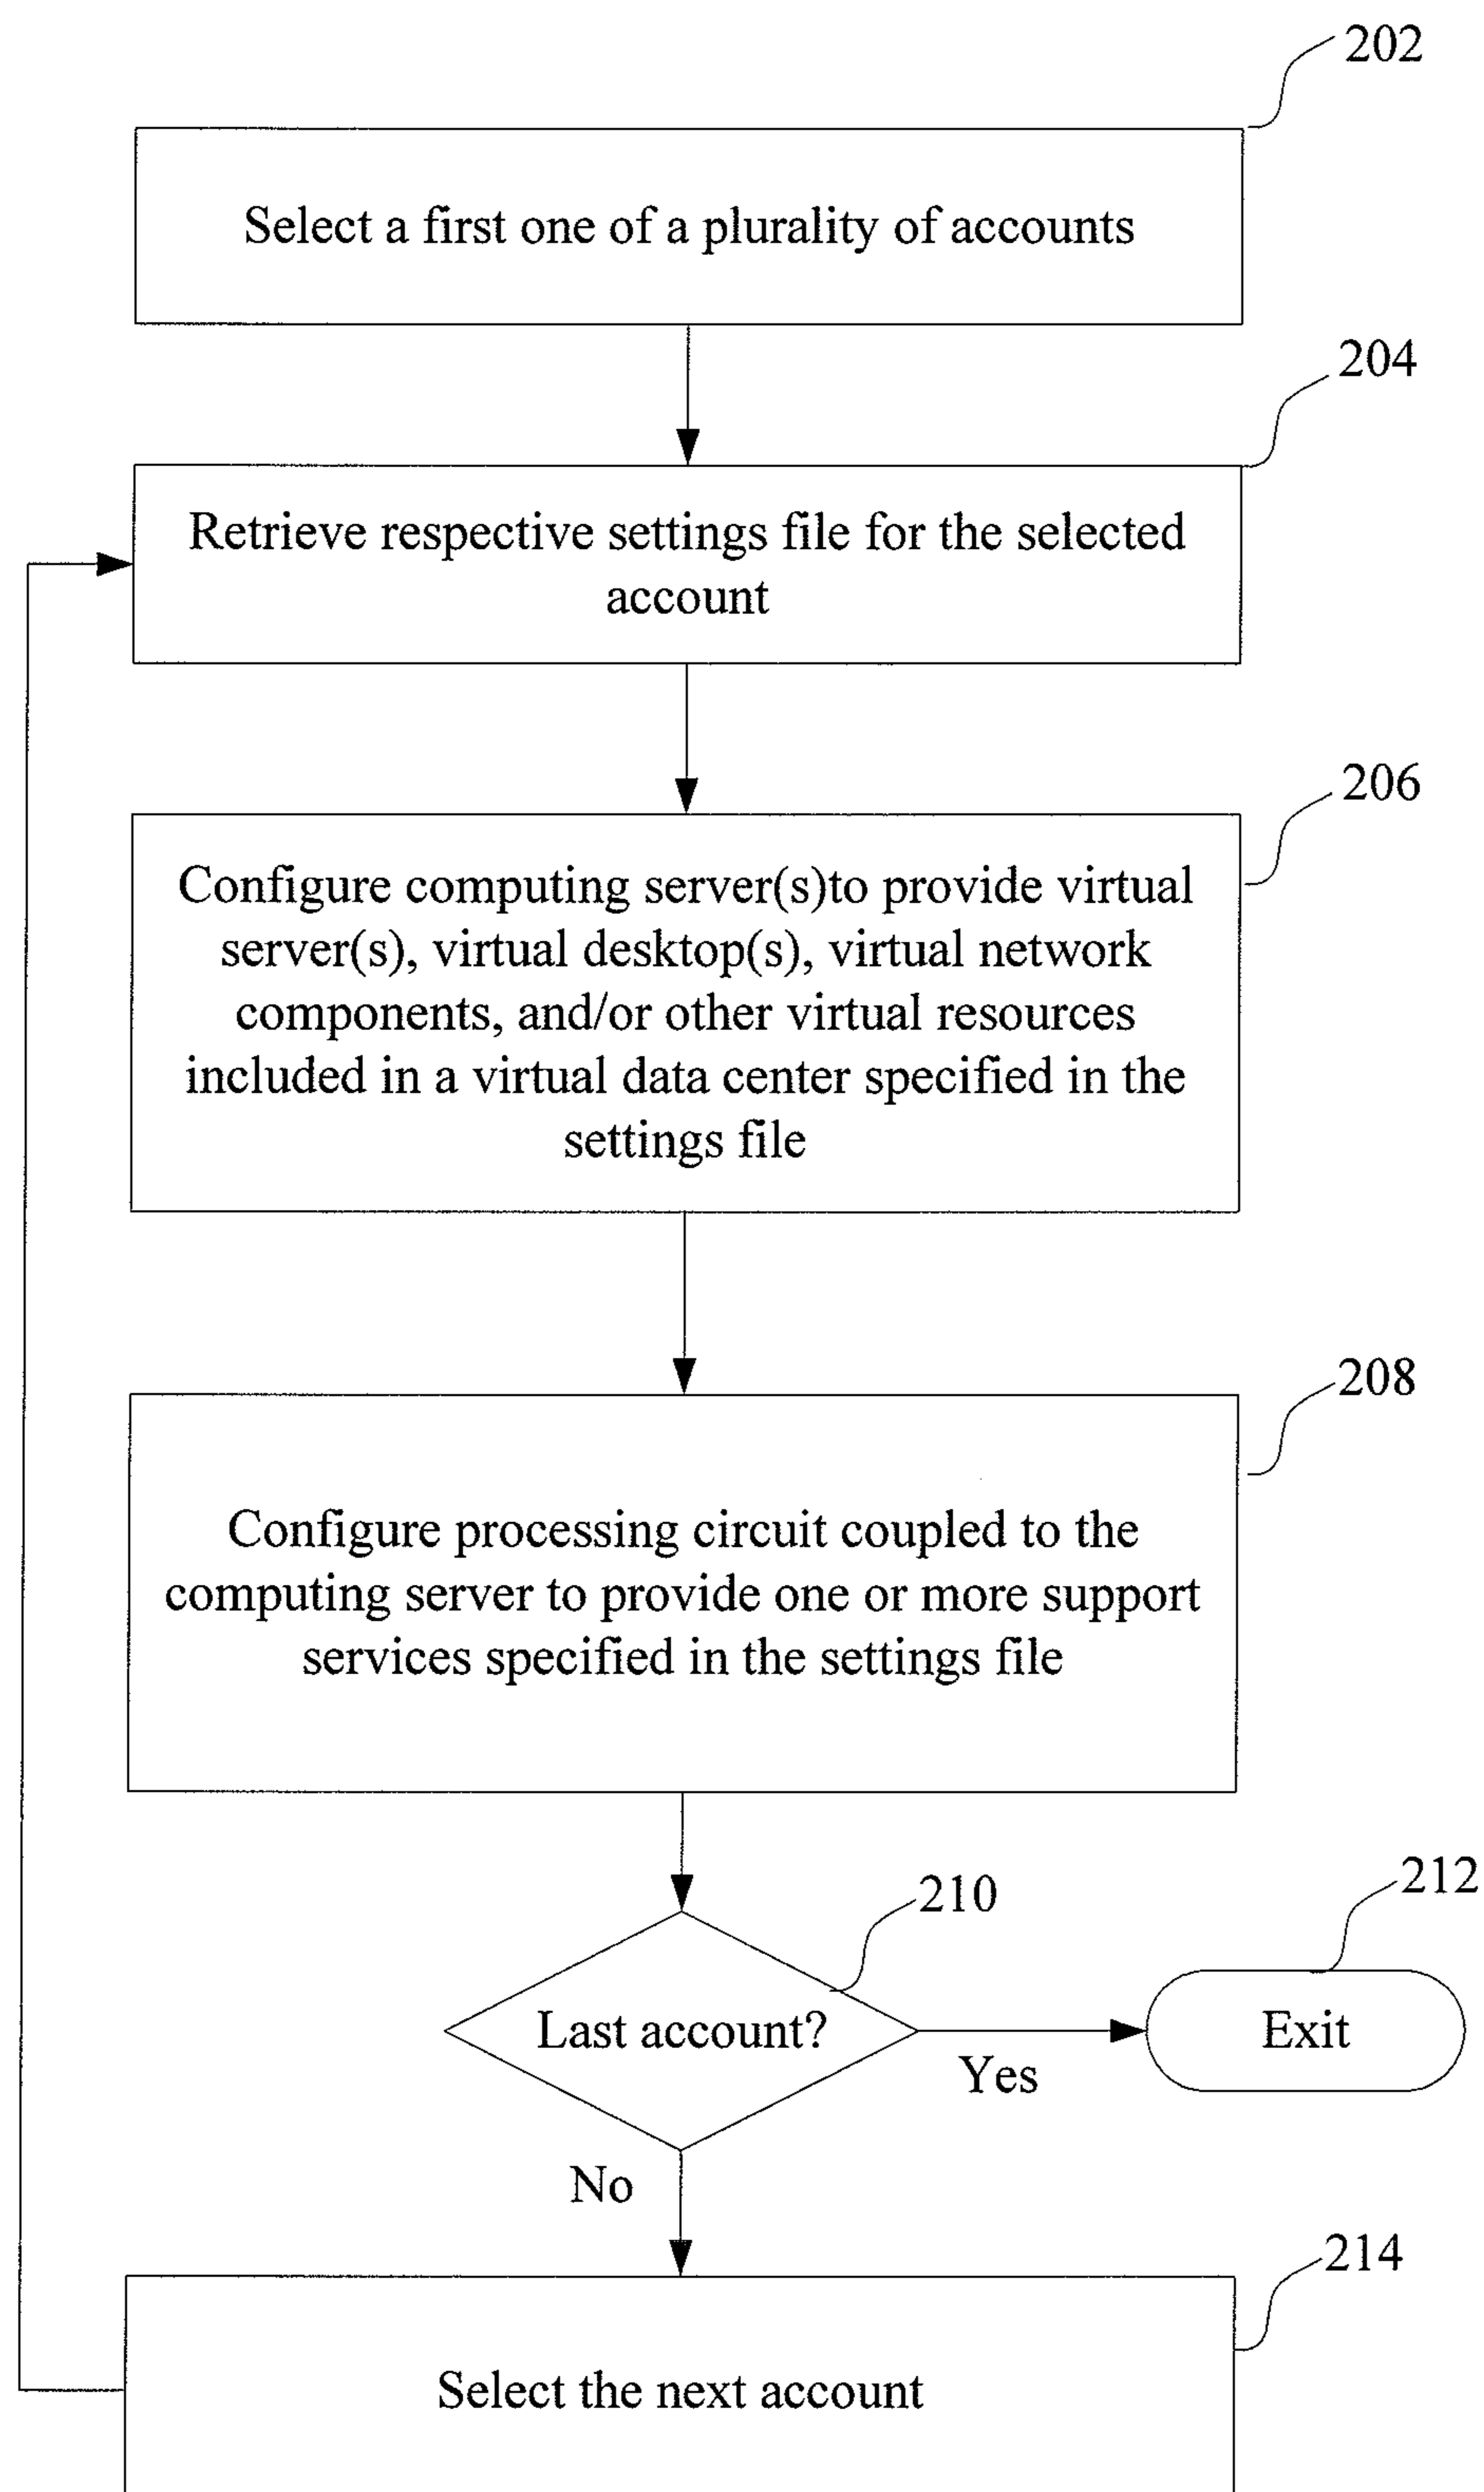 202
Select a first one of a plurality of accounts
204
Retrieve respective settings file for the selected
account
206
Configure computing server(s)to provide virtual
server(s), virtual desktop(s), virtual network
components, and/or other virtual resources
included in a virtual data center specified in the
settings file
208
Configure processing circuit coupled to the
computing server to provide one or more support
services specified in the settings file
210
212
Last account?
Exit
Yes
No
214
Select the next account